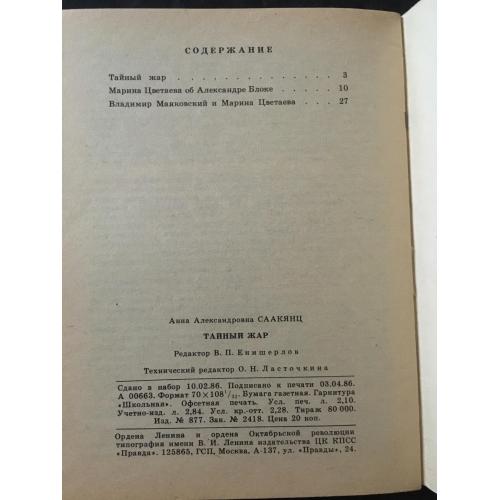 СОДЕРЖАНИЕ
Тайный жар . . . . . . . . . . . . . . 3
Марина Цветаева об Александре Блоке . . . . . 10
Владимир Маяковский и Марина Цветаева . . . 27
Анна Александровна СААКЯНЦ
ТАЙНЫЙ ЖАР
Редактор В. П. Енишерлов
Технический редактор О. Н. Ласточкина
Сдано в набор 10.02.86. Подписано к печати 03.04.86.
А 00663. Формат 70×108¹/₃₂. Бумага газетная. Гарнитура
«Школьная». Офсетная печать. Усл. печ. л. 2,10.
Учетно-изд. л. 2,84. Усл. кр.-отт. 2,28. Тираж 80 000.
Изд. № 877. Зак. № 2418. Цена 20 коп.
Ордена Ленина и ордена Октябрьской революции
типография имени В. И. Ленина издательства ЦК КПСС
«Правда». 125865, ГСП, Москва, А-137, ул. «Правды», 24.